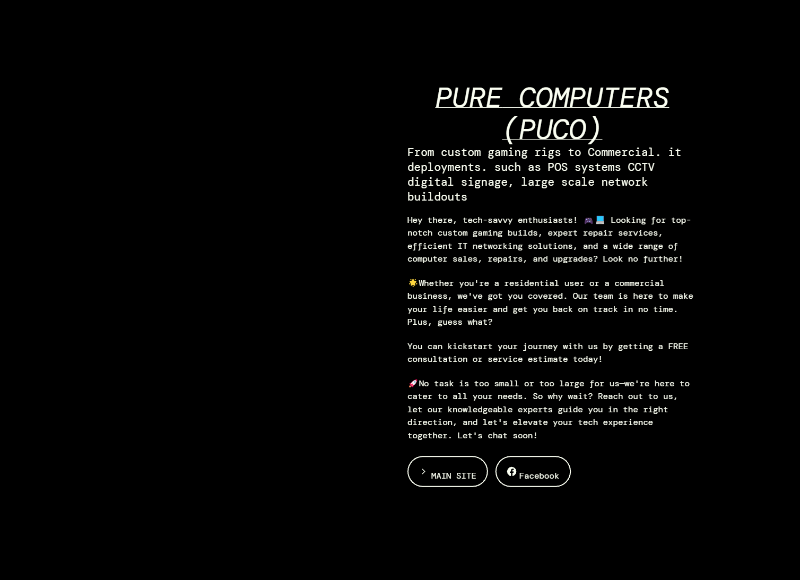 PURE COMPUTERS
(PUCO)
From custom gaming rigs to Commercial. it
deployments. such as POS systems CCTV
digital signage, large scale network
buildouts
Hey there, tech-savvy enthusiasts! 🎮💻 Looking for top-
notch custom gaming builds, expert repair services,
efficient IT networking solutions, and a wide range of
computer sales, repairs, and upgrades? Look no further!
🌟Whether you're a residential user or a commercial
business, we've got you covered. Our team is here to make
your life easier and get you back on track in no time.
Plus, guess what?
You can kickstart your journey with us by getting a FREE
consultation or service estimate today!
🚀No task is too small or too large for us—we're here to
cater to all your needs. So why wait? Reach out to us,
let our knowledgeable experts guide you in the right
direction, and let's elevate your tech experience
together. Let's chat soon!
MAIN SITE
Facebook